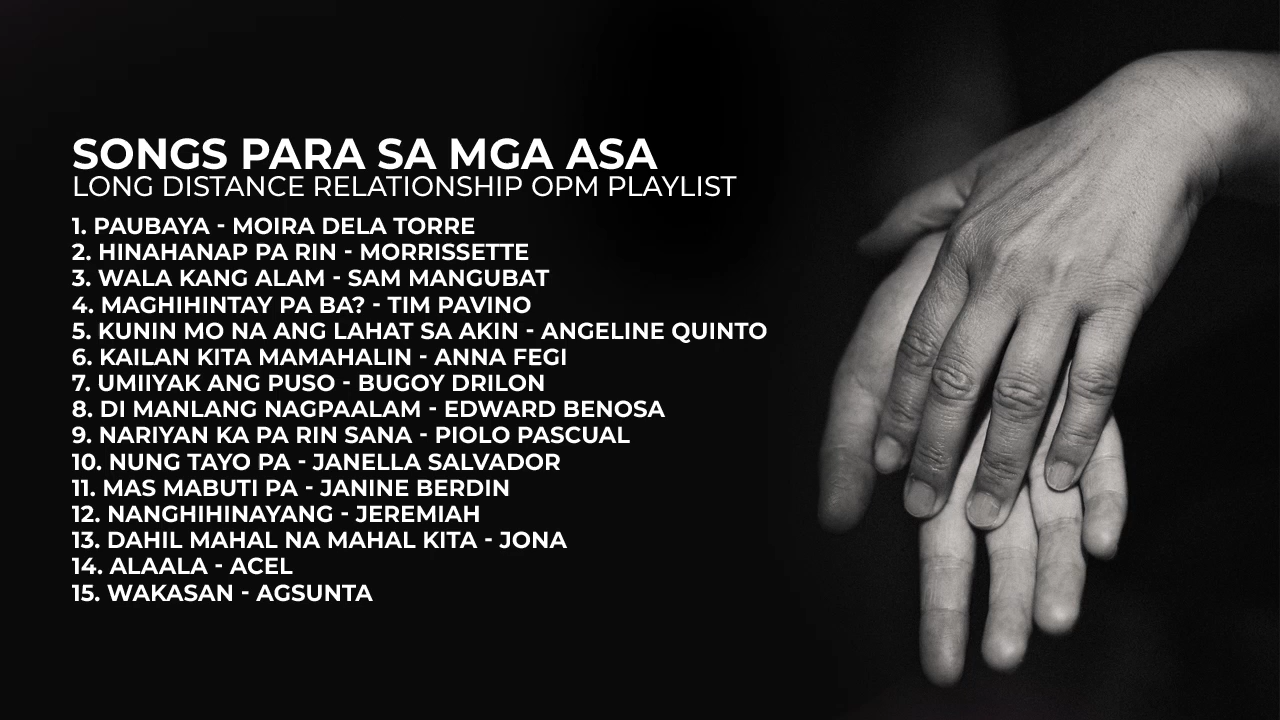 SONGS PARA SA MGA ASA
LONG DISTANCE RELATIONSHIP OPM PLAYLIST
1. PAUBAYA - MOIRA DELA TORRE
2. HINAHANAP PA RIN - MORRISSETTE
3. WALA KANG ALAM - SAM MANGUBAT
4. MAGHIHINTAY PA BA? - TIM PAVINO
5. KUNIN MO NA ANG LAHAT SA AKIN - ANGELINE QUINTO
6. KAILAN KITA MAMAHALIN - ANNA FEGI
7. UMIIYAK ANG PUSO - BUGOY DRILON
8. DI MANLANG NAGPAALAM - EDWARD BENOSA
9. NARIYAN KA PA RIN SANA - PIOLO PASCUAL
10. NUNG TAYO PA - JANELLA SALVADOR
11. MAS MABUTI PA - JANINE BERDIN
12. NANGHIHINAYANG - JEREMIAH
13. DAHIL MAHAL NA MAHAL KITA - JONA
14. ALAALA - ACEL
15. WAKASAN - AGSUNTA